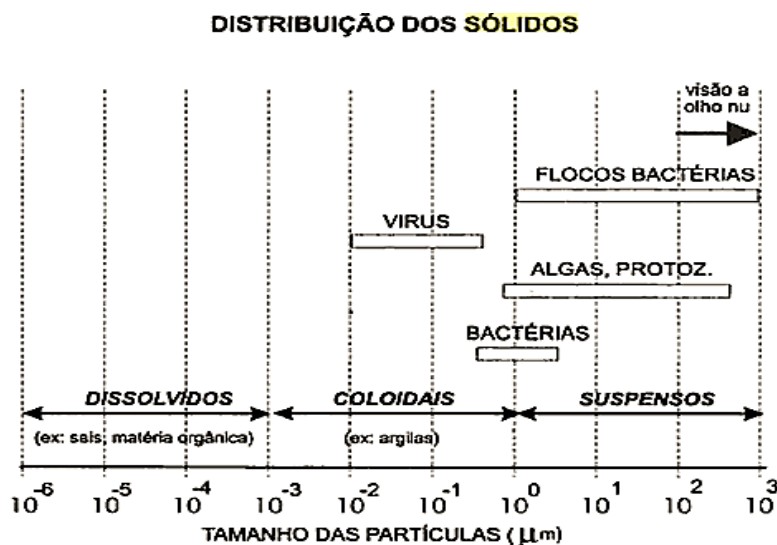 DISTRIBUIÇÃO DOS SÓLIDOS
visão a
olho nu
FLOCOS BACTÉRIAS
VIRUS
ALGAS, PROTOZ.
BACTÉRIAS
DISSOLVIDOS COLOIDAIS SUSPENSOS
(ex: sais, matéria orgânica) (ex: argilas)
10⁻⁶ 10⁻⁵ 10⁻⁴ 10⁻³ 10⁻² 10⁻¹ 10⁰ 10¹ 10² 10³
TAMANHO DAS PARTÍCULAS (μm)